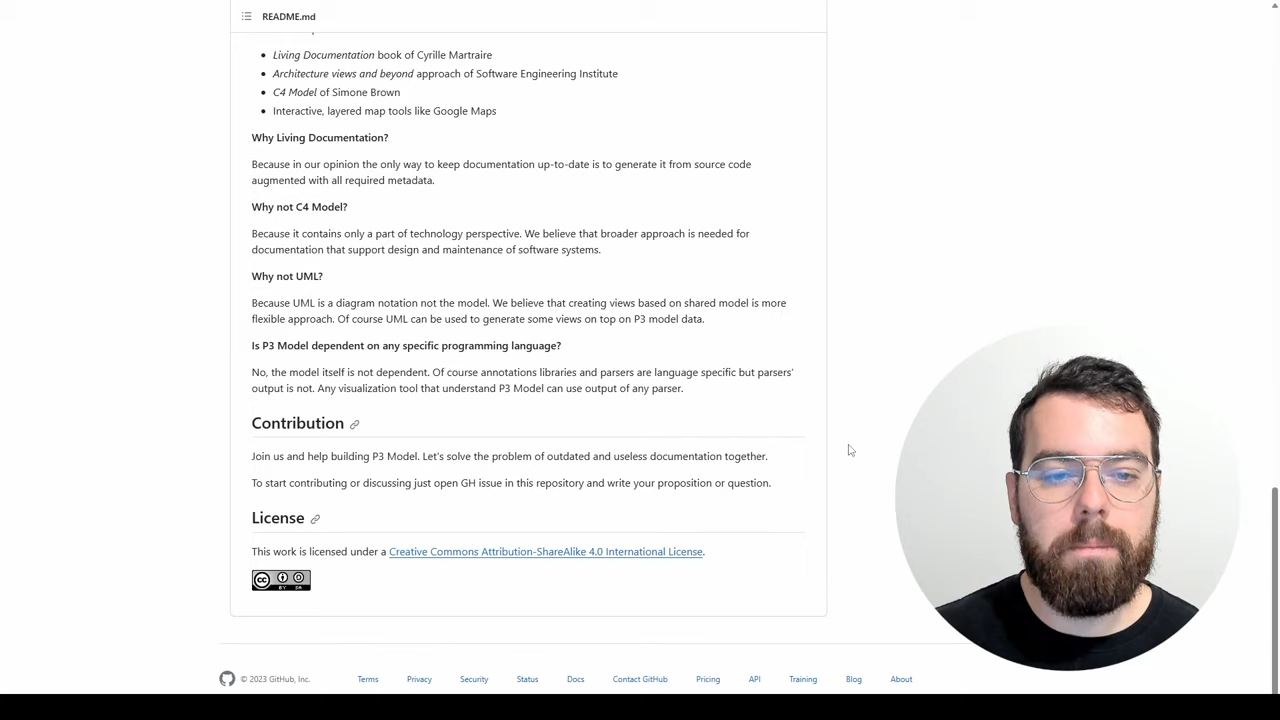 README.md
Living Documentation book of Cyrille Martraire
Architecture views and beyond approach of Software Engineering Institute
C4 Model of Simone Brown
Interactive, layered map tools like Google Maps
Why Living Documentation?
Because in our opinion the only way to keep documentation up-to-date is to generate it from source code
augmented with all required metadata.
Why not C4 Model?
Because it contains only a part of technology perspective. We believe that broader approach is needed for
documentation that support design and maintenance of software systems.
Why not UML?
Because UML is a diagram notation not the model. We believe that creating views based on shared model is more
flexible approach. Of course UML can be used to generate some views on top on P3 model data.
Is P3 Model dependent on any specific programming language?
No, the model itself is not dependent. Of course annotations libraries and parsers are language specific but parsers'
output is not. Any visualization tool that understand P3 Model can use output of any parser.
Contribution
Join us and help building P3 Model. Let's solve the problem of outdated and useless documentation together.
To start contributing or discussing just open GH issue in this repository and write your proposition or question.
License
This work is licensed under a Creative Commons Attribution-ShareAlike 4.0 International License.
CC BY SA
© 2023 GitHub, Inc. Terms Privacy Security Status Docs Contact GitHub Pricing API Training Blog About